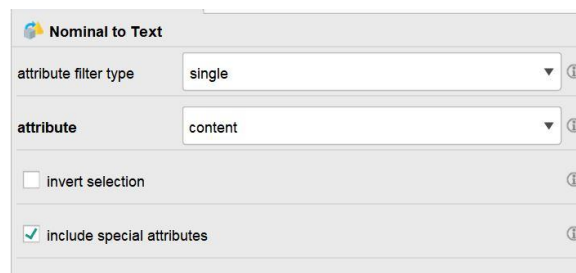 Nominal to Text
attribute filter type single
attribute content
invert selection
include special attributes